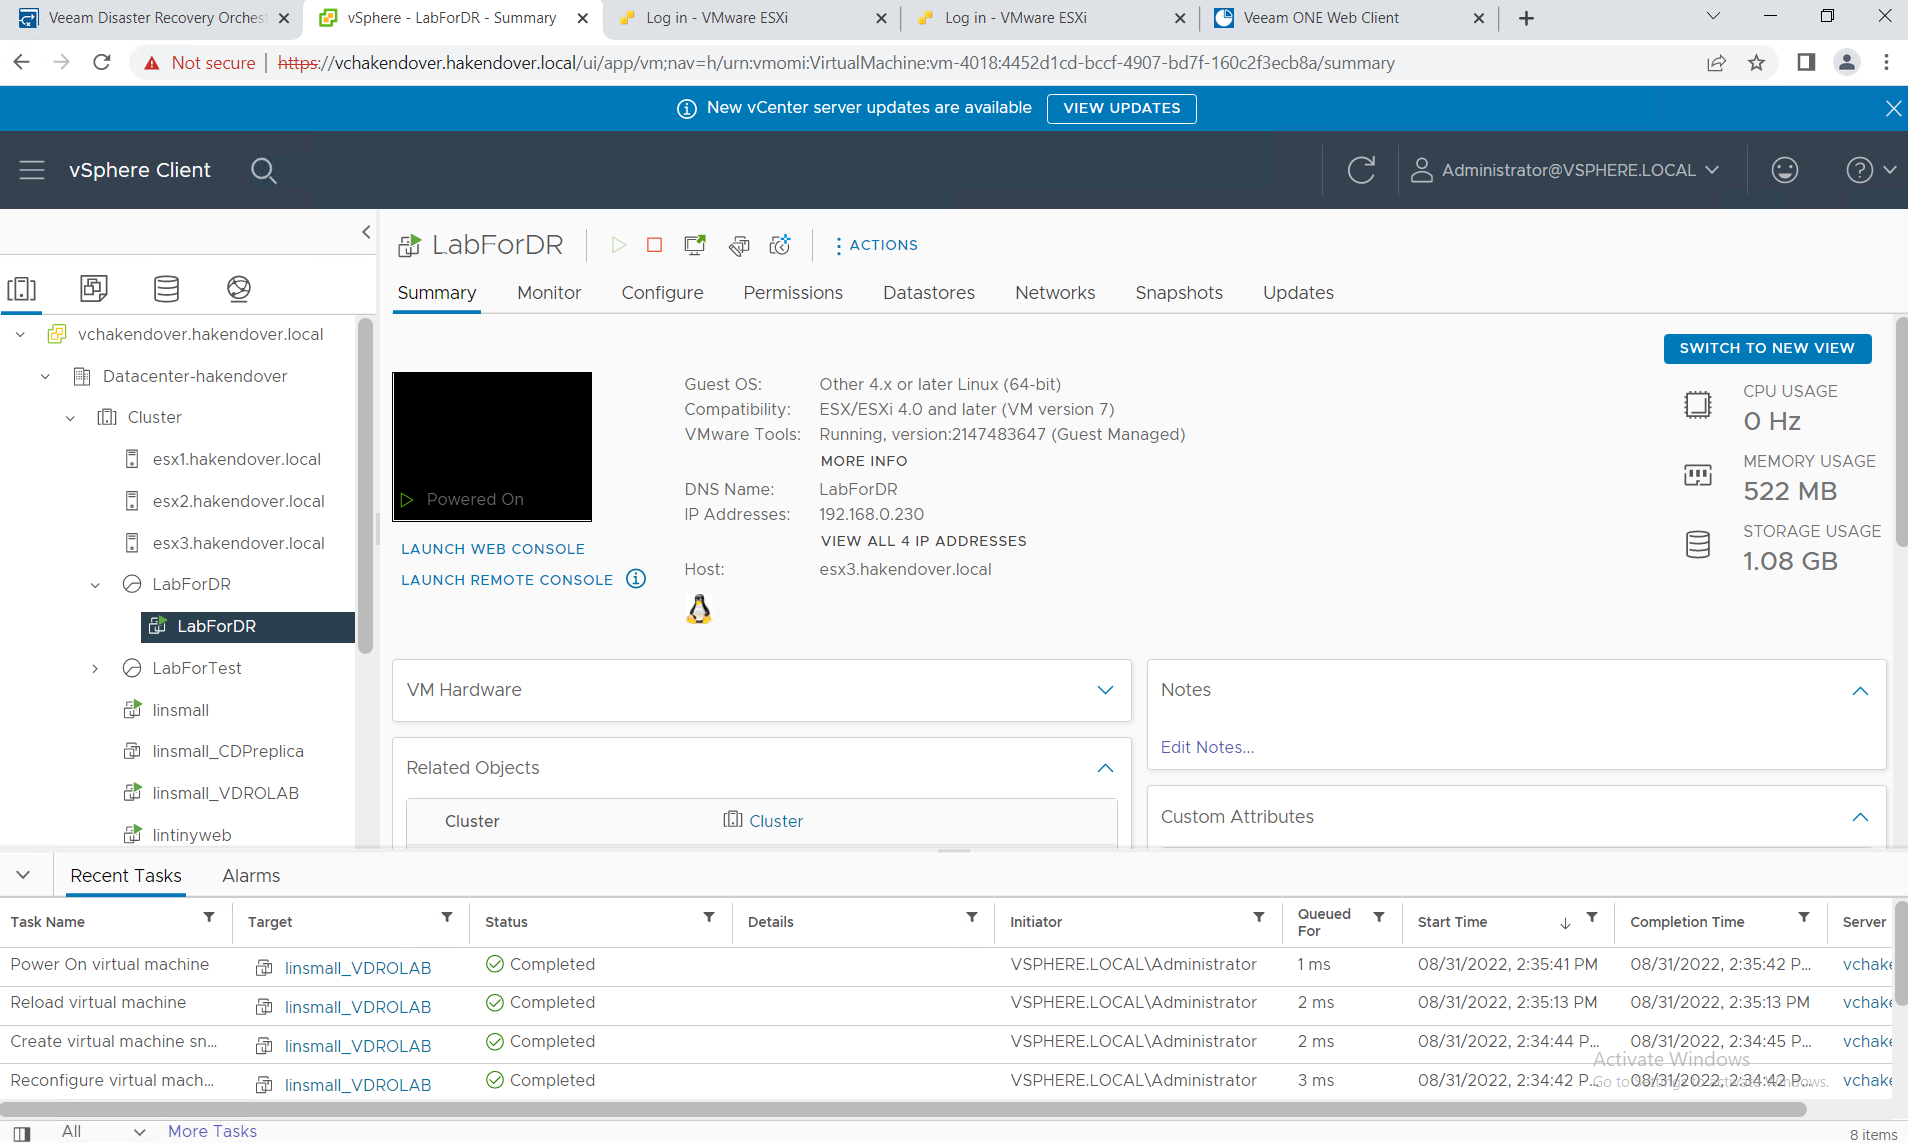 Veeam Disaster Recovery Orchest
vSphere - LabForDR - Summary
Log in - VMware ESXi
Log in - VMware ESXi
Veeam ONE Web Client
Not secure
https://vchakendover.hakendover.local/ui/app/vm;nav=h/urn:vmomi:VirtualMachine:vm-4018:4452d1cd-bccf-4907-bd7f-160c2f3ecb8a/summary
New vCenter server updates are available
VIEW UPDATES
vSphere Client
Administrator@VSPHERE.LOCAL
LabForDR
ACTIONS
Summary
Monitor
Configure
Permissions
Datastores
Networks
Snapshots
Updates
vchakendover.hakendover.local
Datacenter-hakendover
Cluster
esx1.hakendover.local
esx2.hakendover.local
esx3.hakendover.local
LabForDR
LabForDR
LabForTest
linsmall
linsmall_CDPreplica
linsmall_VDROLAB
lintinyweb
Powered On
LAUNCH WEB CONSOLE
LAUNCH REMOTE CONSOLE
Guest OS: Other 4.x or later Linux (64-bit)
Compatibility: ESX/ESXi 4.0 and later (VM version 7)
VMware Tools: Running, version:2147483647 (Guest Managed)
MORE INFO
DNS Name: LabForDR
IP Addresses: 192.168.0.230
VIEW ALL 4 IP ADDRESSES
Host: esx3.hakendover.local
SWITCH TO NEW VIEW
CPU USAGE
0 Hz
MEMORY USAGE
522 MB
STORAGE USAGE
1.08 GB
VM Hardware
Related Objects
Cluster
Cluster
Notes
Edit Notes...
Custom Attributes
Recent Tasks
Alarms
Task Name Target Status Details Initiator Queued For Start Time Completion Time Server
Power On virtual machine linsmall_VDROLAB Completed VSPHERE.LOCAL\Administrator 1 ms 08/31/2022, 2:35:41 PM 08/31/2022, 2:35:42 P... vchake
Reload virtual machine linsmall_VDROLAB Completed VSPHERE.LOCAL\Administrator 2 ms 08/31/2022, 2:35:13 PM 08/31/2022, 2:35:13 PM vchake
Create virtual machine sn... linsmall_VDROLAB Completed VSPHERE.LOCAL\Administrator 2 ms 08/31/2022, 2:34:44 P... 08/31/2022, 2:34:45 P... vchake
Reconfigure virtual mach... linsmall_VDROLAB Completed VSPHERE.LOCAL\Administrator 3 ms 08/31/2022, 2:34:42 P... 08/31/2022, 2:34:42 P... vchake
Activate Windows
Go to Settings to activate Windows.
All
More Tasks
8 items